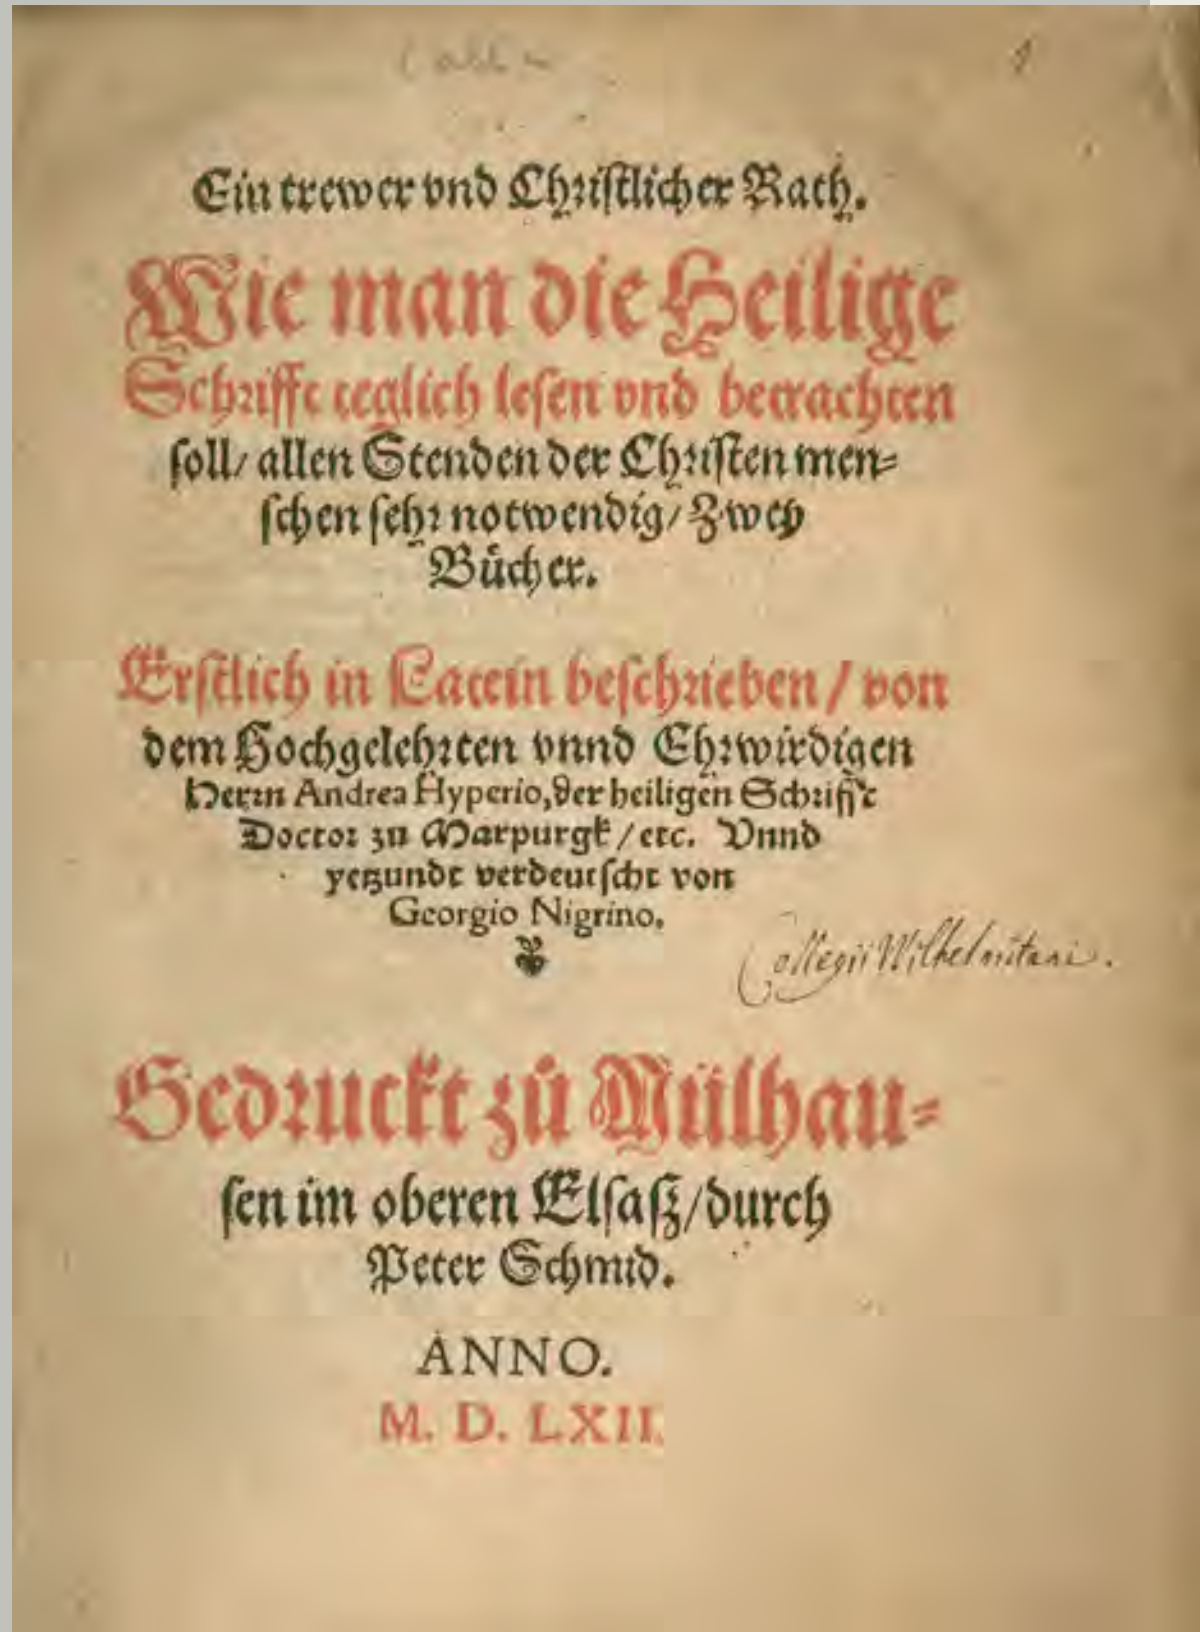 Ein trewer vnd Christlicher Rath.
Wie man die Heilige
Schrifft teglich lesen vnd betrachten
soll/ allen Stenden der Christen men⸗
schen sehr notwendig/ Zwey
Buͤcher.
Erstlich in Latein beschrieben / von
dem Hochgelehrten vnnd Ehrwirdigen
Herrn Andrea Hyperio, der heiligen Schrifft
Doctor zu Marpurgk / etc. Vnnd
yetzundt verdeutscht von
Georgio Nigrino.
Collegii Wilhelmitani.
Gedruckt zů Mülhau⸗
sen im oberen Elsaß/ durch
Peter Schmid.
ANNO.
M. D. LXII.